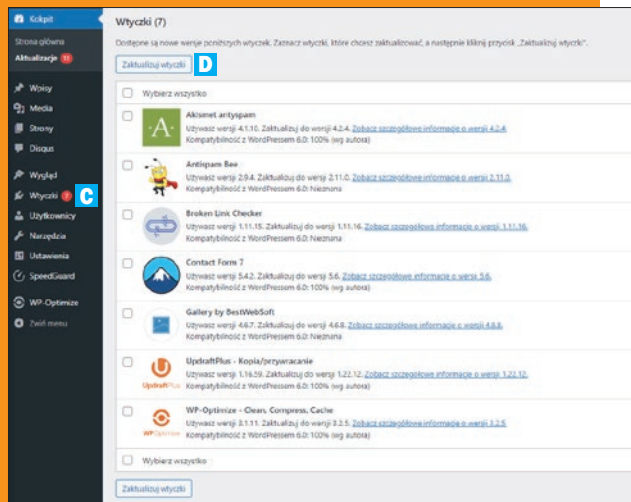 Kokpit
Strona główna
Aktualizacje 11
Wpisy
Media
Strony
Disqus
Wygląd
Wtyczki 7
C
Użytkownicy
Narzędzia
Ustawienia
SpeedGuard
WP-Optimize
Zwiń menu
Wtyczki (7)
Dostępne są nowe wersje poniższych wtyczek. Zaznacz wtyczki, które chcesz zaktualizować, a następnie kliknij przycisk „Zaktualizuj wtyczki”.
Zaktualizuj wtyczki
D
Wybierz wszystko
·A·
Akismet antyspam
Używasz wersji 4.1.10. Zaktualizuj do wersji 4.2.4. Zobacz szczegółowe informacje o wersji 4.2.4.
Kompatybilność z WordPressem 6.0: 100% (wg autora)
Antispam Bee
Używasz wersji 2.9.4. Zaktualizuj do wersji 2.11.0. Zobacz szczegółowe informacje o wersji 2.11.0.
Kompatybilność z WordPressem 6.0: Nieznana
Broken Link Checker
Używasz wersji 1.11.15. Zaktualizuj do wersji 1.11.16. Zobacz szczegółowe informacje o wersji 1.11.16.
Kompatybilność z WordPressem 6.0: Nieznana
Contact Form 7
Używasz wersji 5.4.2. Zaktualizuj do wersji 5.6. Zobacz szczegółowe informacje o wersji 5.6.
Kompatybilność z WordPressem 6.0: 100% (wg autora)
Gallery by BestWebSoft
Używasz wersji 4.6.7. Zaktualizuj do wersji 4.6.8. Zobacz szczegółowe informacje o wersji 4.6.8.
Kompatybilność z WordPressem 6.0: 100% (wg autora)
UpdraftPlus
UpdraftPlus - Kopia/przywracanie
Używasz wersji 1.16.59. Zaktualizuj do wersji 1.22.12. Zobacz szczegółowe informacje o wersji 1.22.12.
Kompatybilność z WordPressem 6.0: 100% (wg autora)
WP-Optimize
WP-Optimize - Clean, Compress, Cache
Używasz wersji 3.1.11. Zaktualizuj do wersji 3.2.5. Zobacz szczegółowe informacje o wersji 3.2.5.
Kompatybilność z WordPressem 6.0: 100% (wg autora)
Wybierz wszystko
Zaktualizuj wtyczki